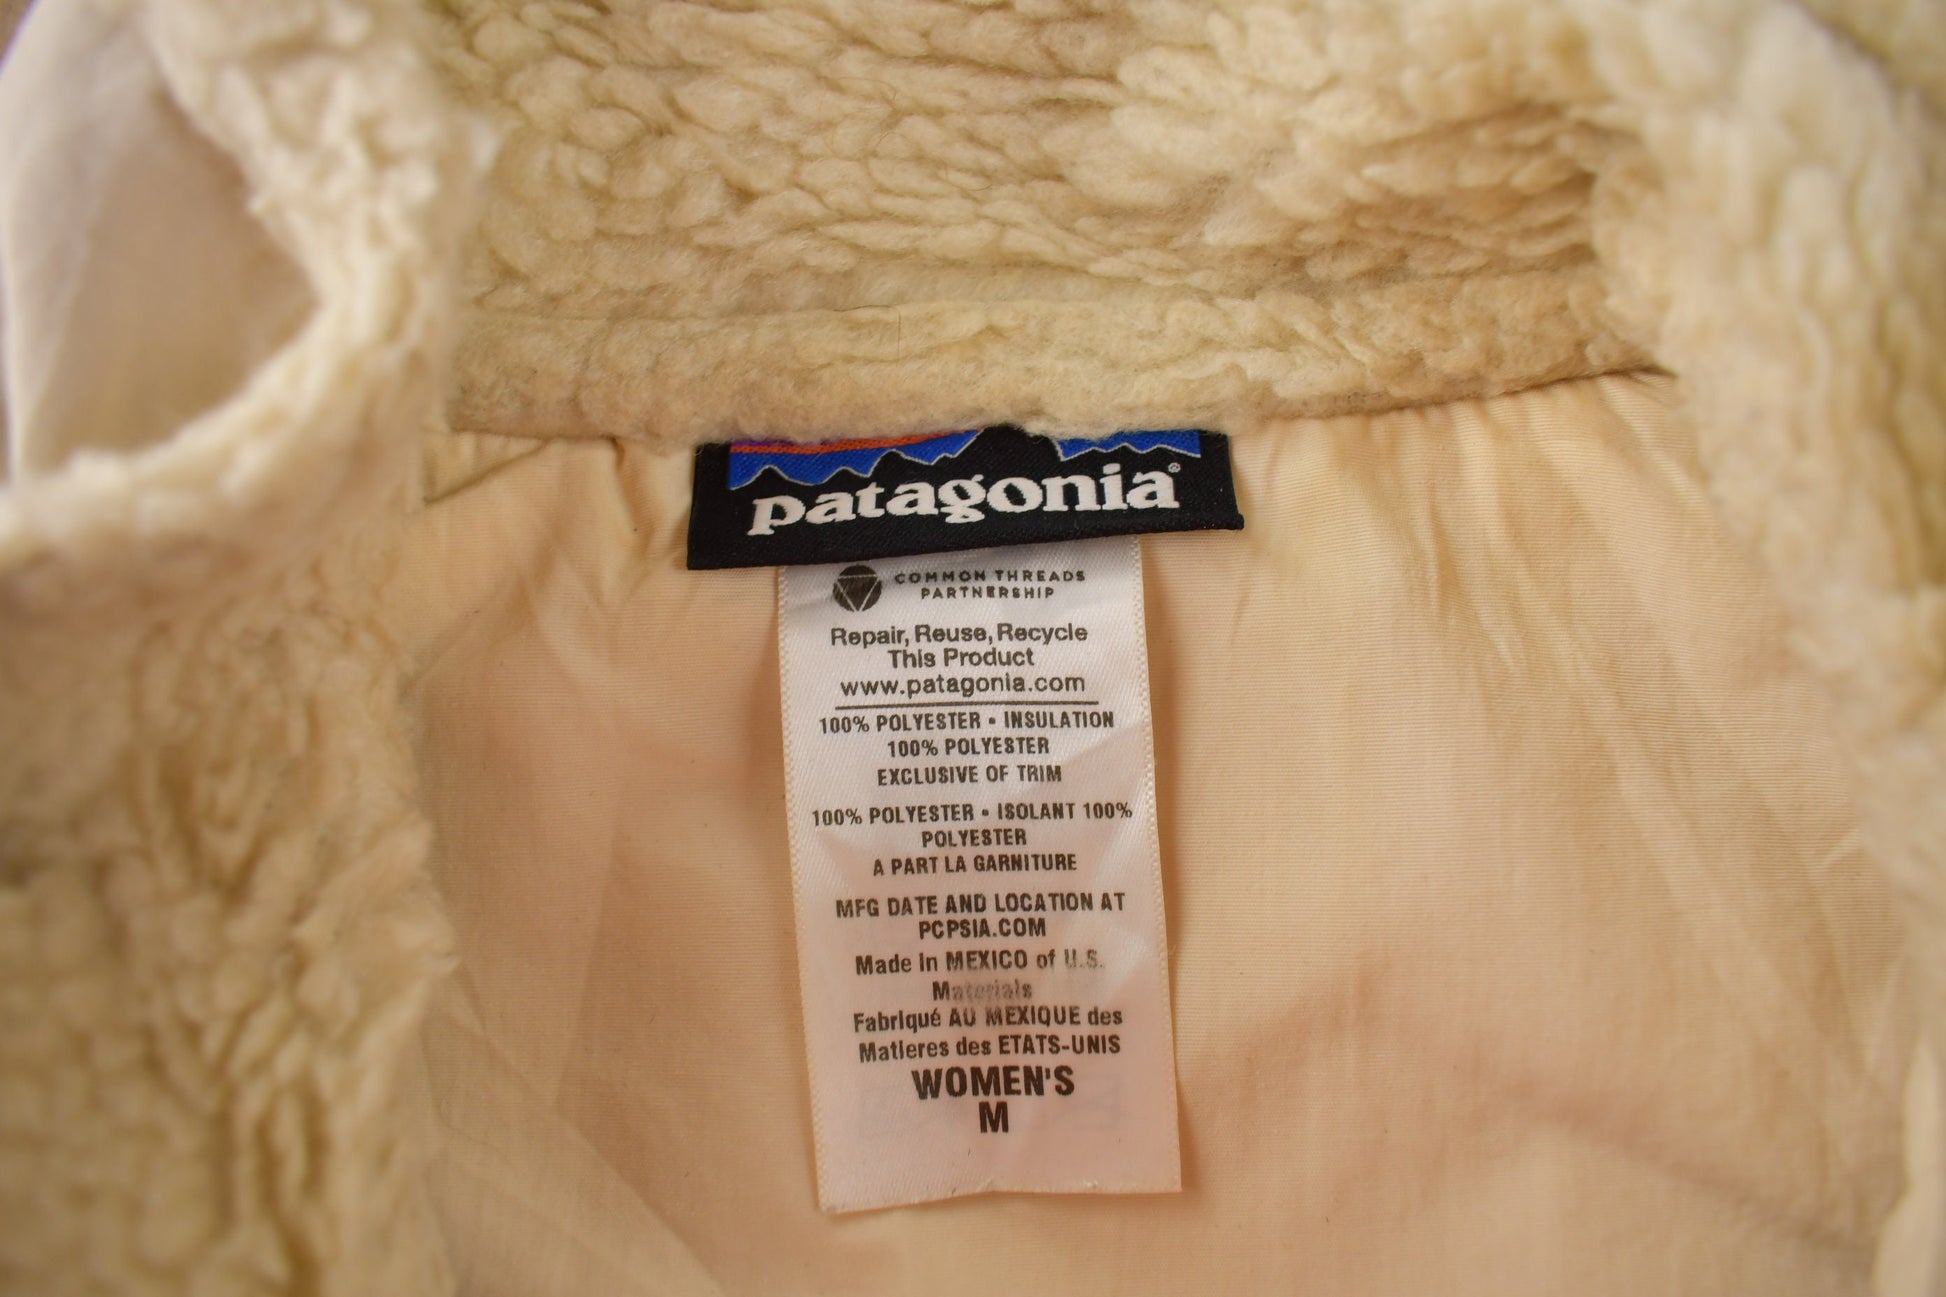 patagonia®
COMMON THREADS
PARTNERSHIP
Repair, Reuse, Recycle
This Product
www.patagonia.com
100% POLYESTER • INSULATION
100% POLYESTER
EXCLUSIVE OF TRIM
100% POLYESTER • ISOLANT 100%
POLYESTER
A PART LA GARNITURE
MFG DATE AND LOCATION AT
PCPSIA.COM
Made in MEXICO of U.S.
Materials
Fabriqué AU MEXIQUE des
Matieres des ETATS-UNIS
WOMEN'S
M